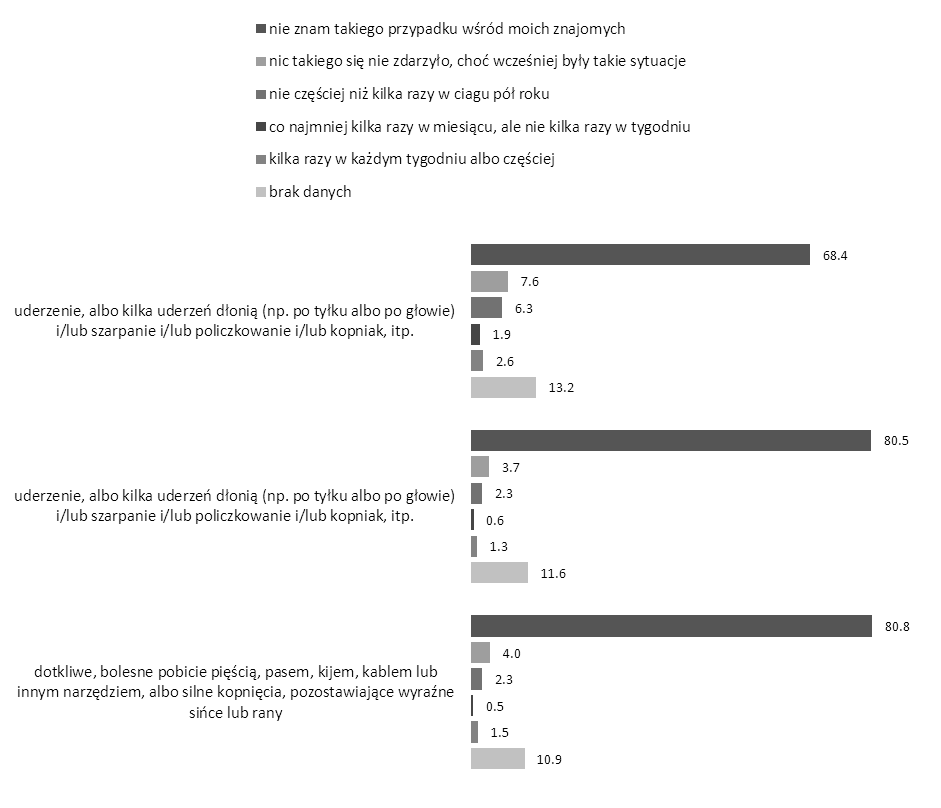 nie znam takiego przypadku wśród moich znajomych
nic takiego się nie zdarzyło, choć wcześniej były takie sytuacje
nie częściej niż kilka razy w ciagu pół roku
co najmniej kilka razy w miesiącu, ale nie kilka razy w tygodniu
kilka razy w każdym tygodniu albo częściej
brak danych
uderzenie, albo kilka uderzeń dłonią (np. po tyłku albo po głowie)
i/lub szarpanie i/lub policzkowanie i/lub kopniak, itp.
68.4
7.6
6.3
1.9
2.6
13.2
uderzenie, albo kilka uderzeń dłonią (np. po tyłku albo po głowie)
i/lub szarpanie i/lub policzkowanie i/lub kopniak, itp.
80.5
3.7
2.3
0.6
1.3
11.6
dotkliwe, bolesne pobicie pięścią, pasem, kijem, kablem lub
innym narzędziem, albo silne kopnięcia, pozostawiające wyraźne
sińce lub rany
80.8
4.0
2.3
0.5
1.5
10.9